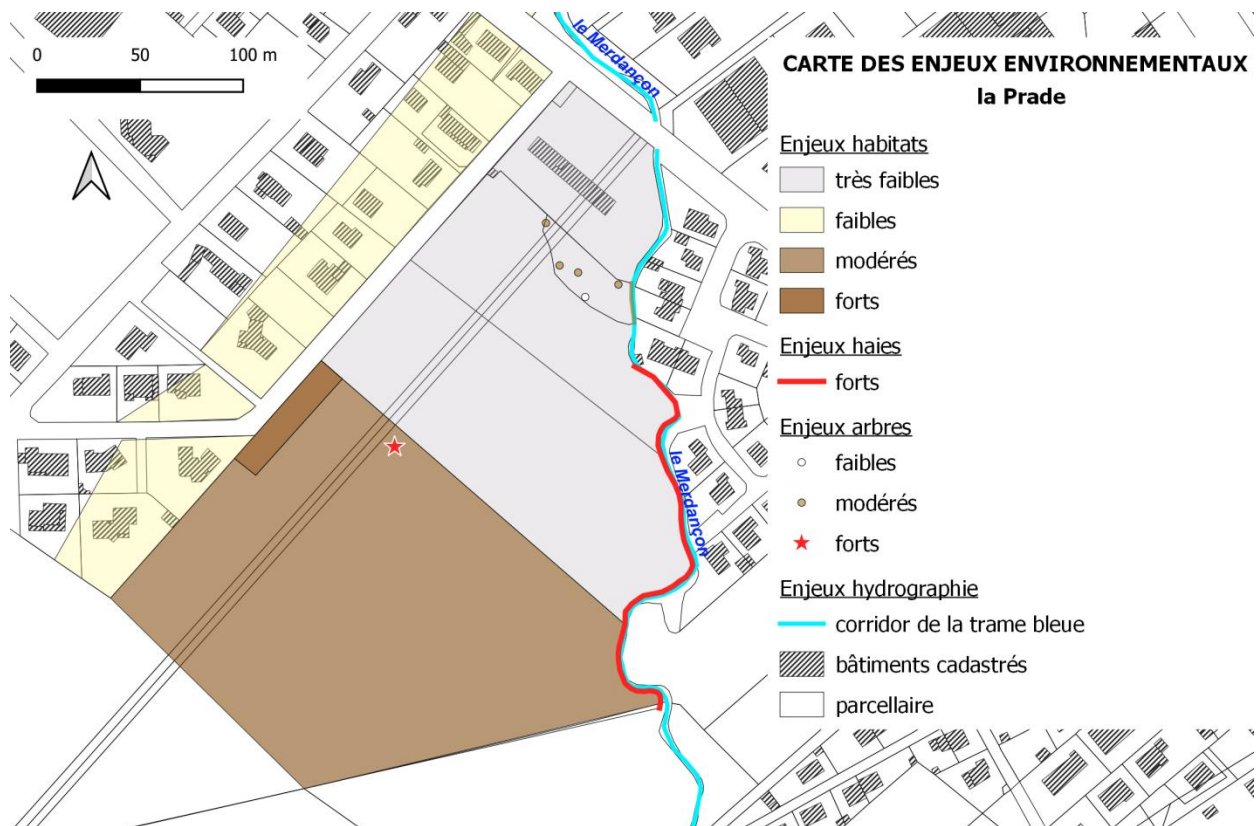 0 50 100 m
le Merdançon
le Merdançon
CARTE DES ENJEUX ENVIRONNEMENTAUX
la Prade
Enjeux habitats
très faibles
faibles
modérés
forts
Enjeux haies
forts
Enjeux arbres
faibles
modérés
forts
Enjeux hydrographie
corridor de la trame bleue
bâtiments cadastrés
parcellaire